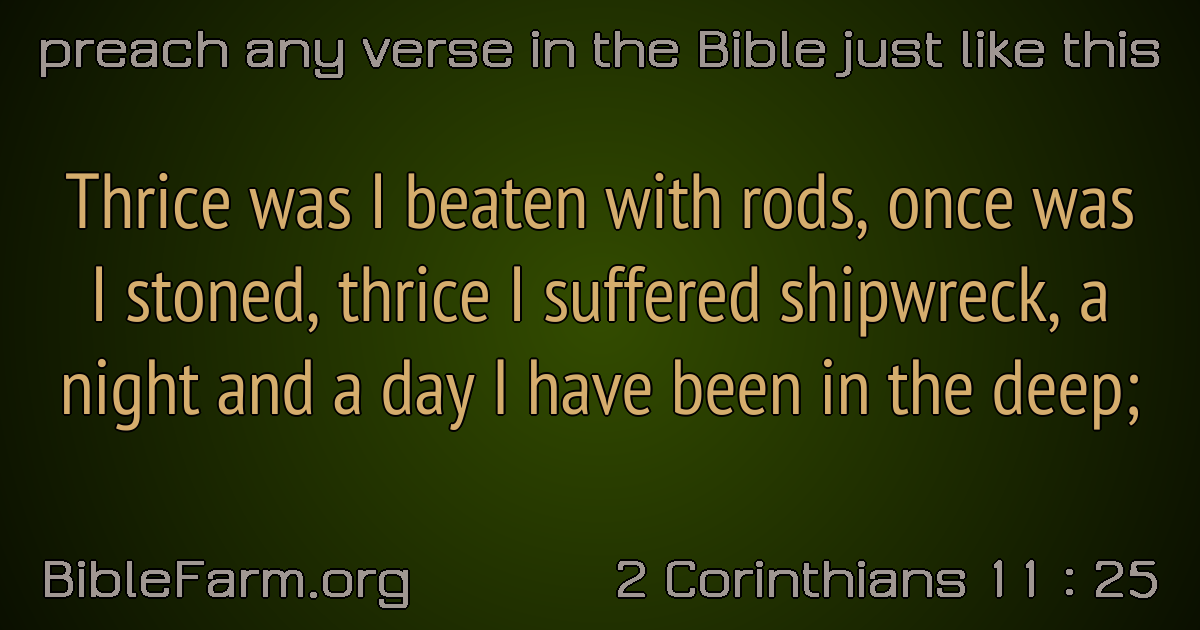 preach any verse in the Bible just like this
Thrice was I beaten with rods, once was
I stoned, thrice I suffered shipwreck, a
night and a day I have been in the deep;
BibleFarm.org
2 Corinthians 11 : 25